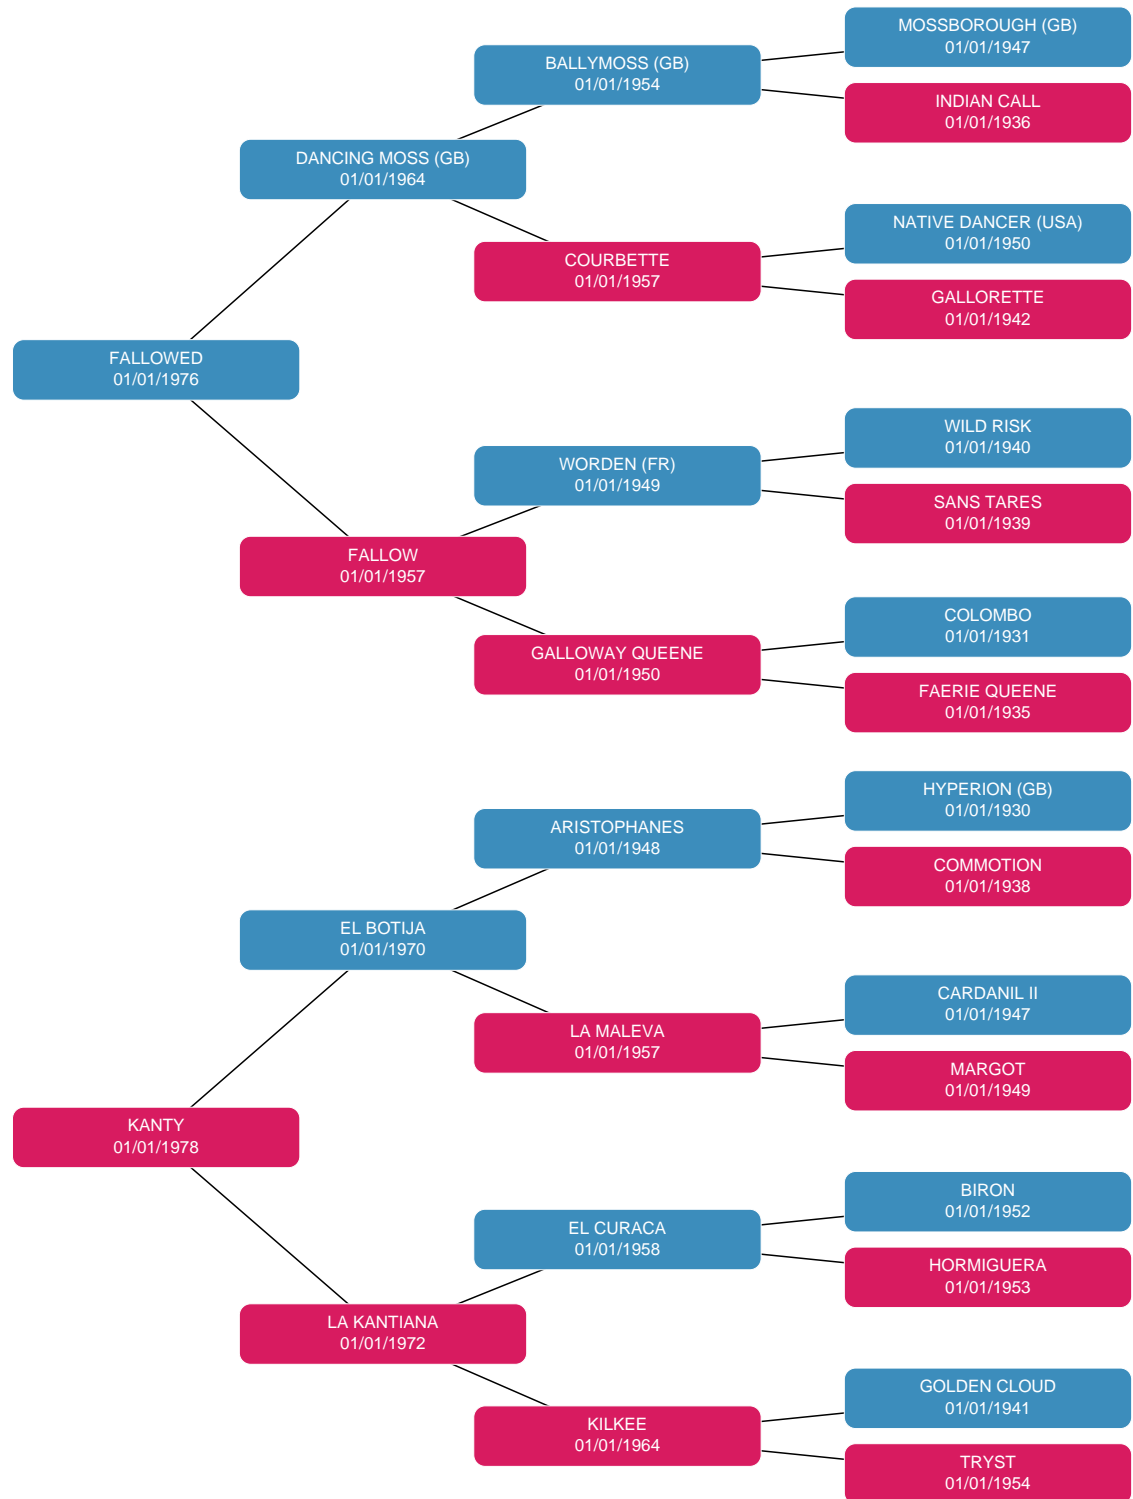 MOSSBOROUGH (GB)
01/01/1947
BALLYMOSS (GB)
01/01/1954
INDIAN CALL
01/01/1936
DANCING MOSS (GB)
01/01/1964
NATIVE DANCER (USA)
01/01/1950
COURBETTE
01/01/1957
GALLORETTE
01/01/1942
FALLOWED
01/01/1976
WILD RISK
01/01/1940
WORDEN (FR)
01/01/1949
SANS TARES
01/01/1939
FALLOW
01/01/1957
COLOMBO
01/01/1931
GALLOWAY QUEENE
01/01/1950
FAERIE QUEENE
01/01/1935
HYPERION (GB)
01/01/1930
ARISTOPHANES
01/01/1948
COMMOTION
01/01/1938
EL BOTIJA
01/01/1970
CARDANIL II
01/01/1947
LA MALEVA
01/01/1957
MARGOT
01/01/1949
KANTY
01/01/1978
BIRON
01/01/1952
EL CURACA
01/01/1958
HORMIGUERA
01/01/1953
LA KANTIANA
01/01/1972
GOLDEN CLOUD
01/01/1941
KILKEE
01/01/1964
TRYST
01/01/1954